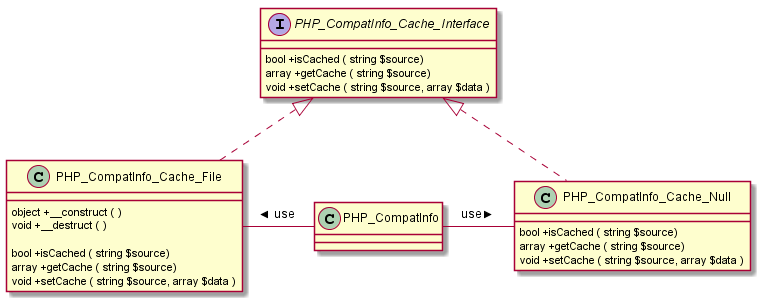 I PHP_CompatInfo_Cache_Interface
bool +isCached ( string $source)
array +getCache ( string $source)
void +setCache ( string $source, array $data )
C PHP_CompatInfo_Cache_File
object +__construct ( )
void +__destruct ( )
bool +isCached ( string $source)
array +getCache ( string $source)
void +setCache ( string $source, array $data )
◄ use
C PHP_CompatInfo
use►
C PHP_CompatInfo_Cache_Null
bool +isCached ( string $source)
array +getCache ( string $source)
void +setCache ( string $source, array $data )